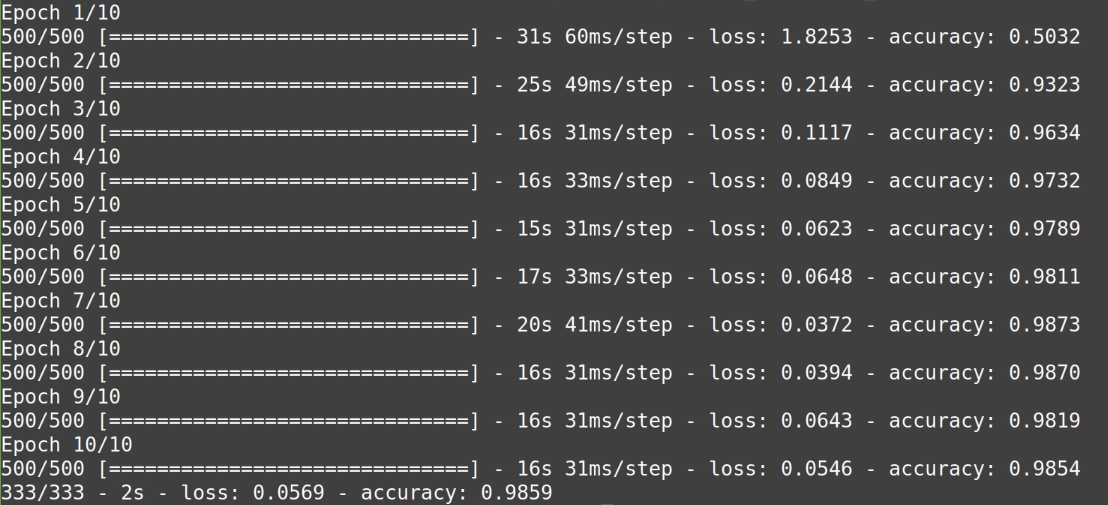 Epoch 1/10
500/500 [==============================] - 31s 60ms/step - loss: 1.8253 - accuracy: 0.5032
Epoch 2/10
500/500 [==============================] - 25s 49ms/step - loss: 0.2144 - accuracy: 0.9323
Epoch 3/10
500/500 [==============================] - 16s 31ms/step - loss: 0.1117 - accuracy: 0.9634
Epoch 4/10
500/500 [==============================] - 16s 33ms/step - loss: 0.0849 - accuracy: 0.9732
Epoch 5/10
500/500 [==============================] - 15s 31ms/step - loss: 0.0623 - accuracy: 0.9789
Epoch 6/10
500/500 [==============================] - 17s 33ms/step - loss: 0.0648 - accuracy: 0.9811
Epoch 7/10
500/500 [==============================] - 20s 41ms/step - loss: 0.0372 - accuracy: 0.9873
Epoch 8/10
500/500 [==============================] - 16s 31ms/step - loss: 0.0394 - accuracy: 0.9870
Epoch 9/10
500/500 [==============================] - 16s 31ms/step - loss: 0.0643 - accuracy: 0.9819
Epoch 10/10
500/500 [==============================] - 16s 31ms/step - loss: 0.0546 - accuracy: 0.9854
333/333 - 2s - loss: 0.0569 - accuracy: 0.9859